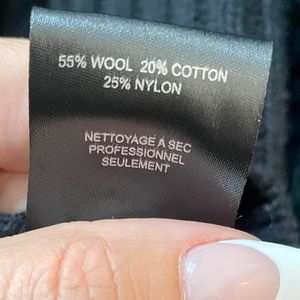 55% WOOL 20% COTTON
25% NYLON
NETTOYAGE A SEC
PROFESSIONNEL
SEULEMENT